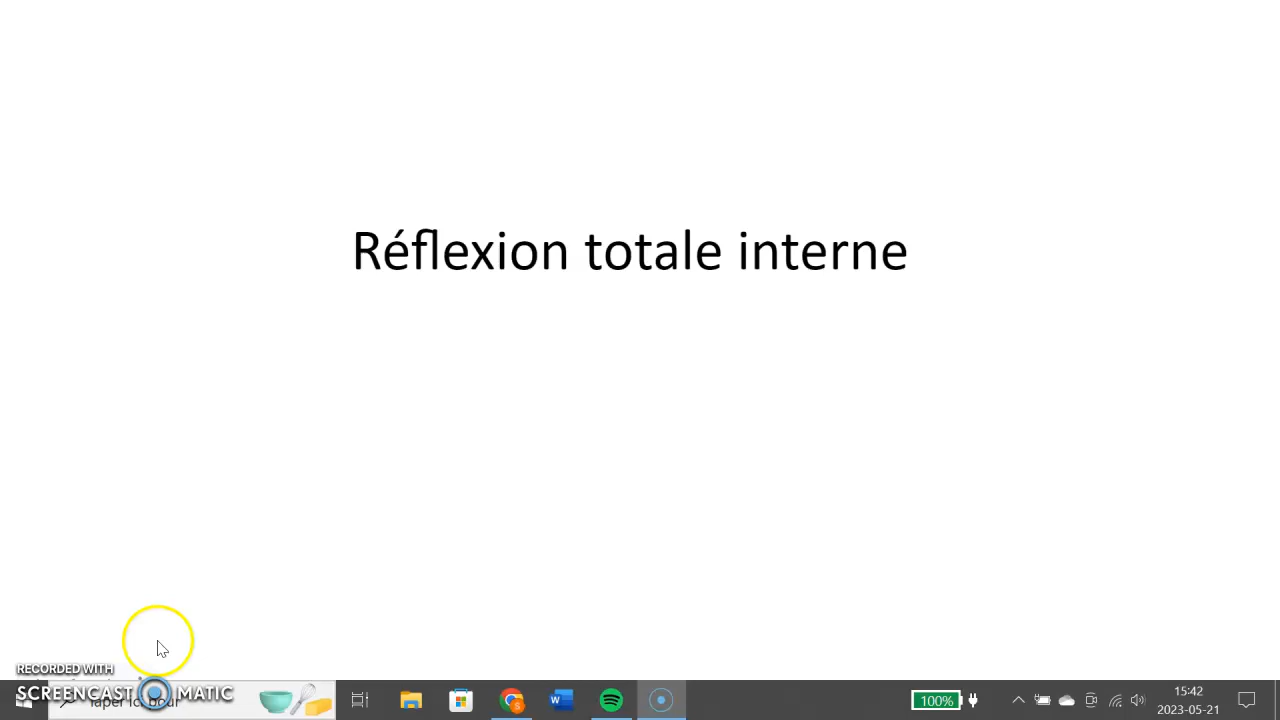 Réflexion totale interne
RECORDED WITH
SCREENCAST MATIC
100%
15:42
2023-05-21